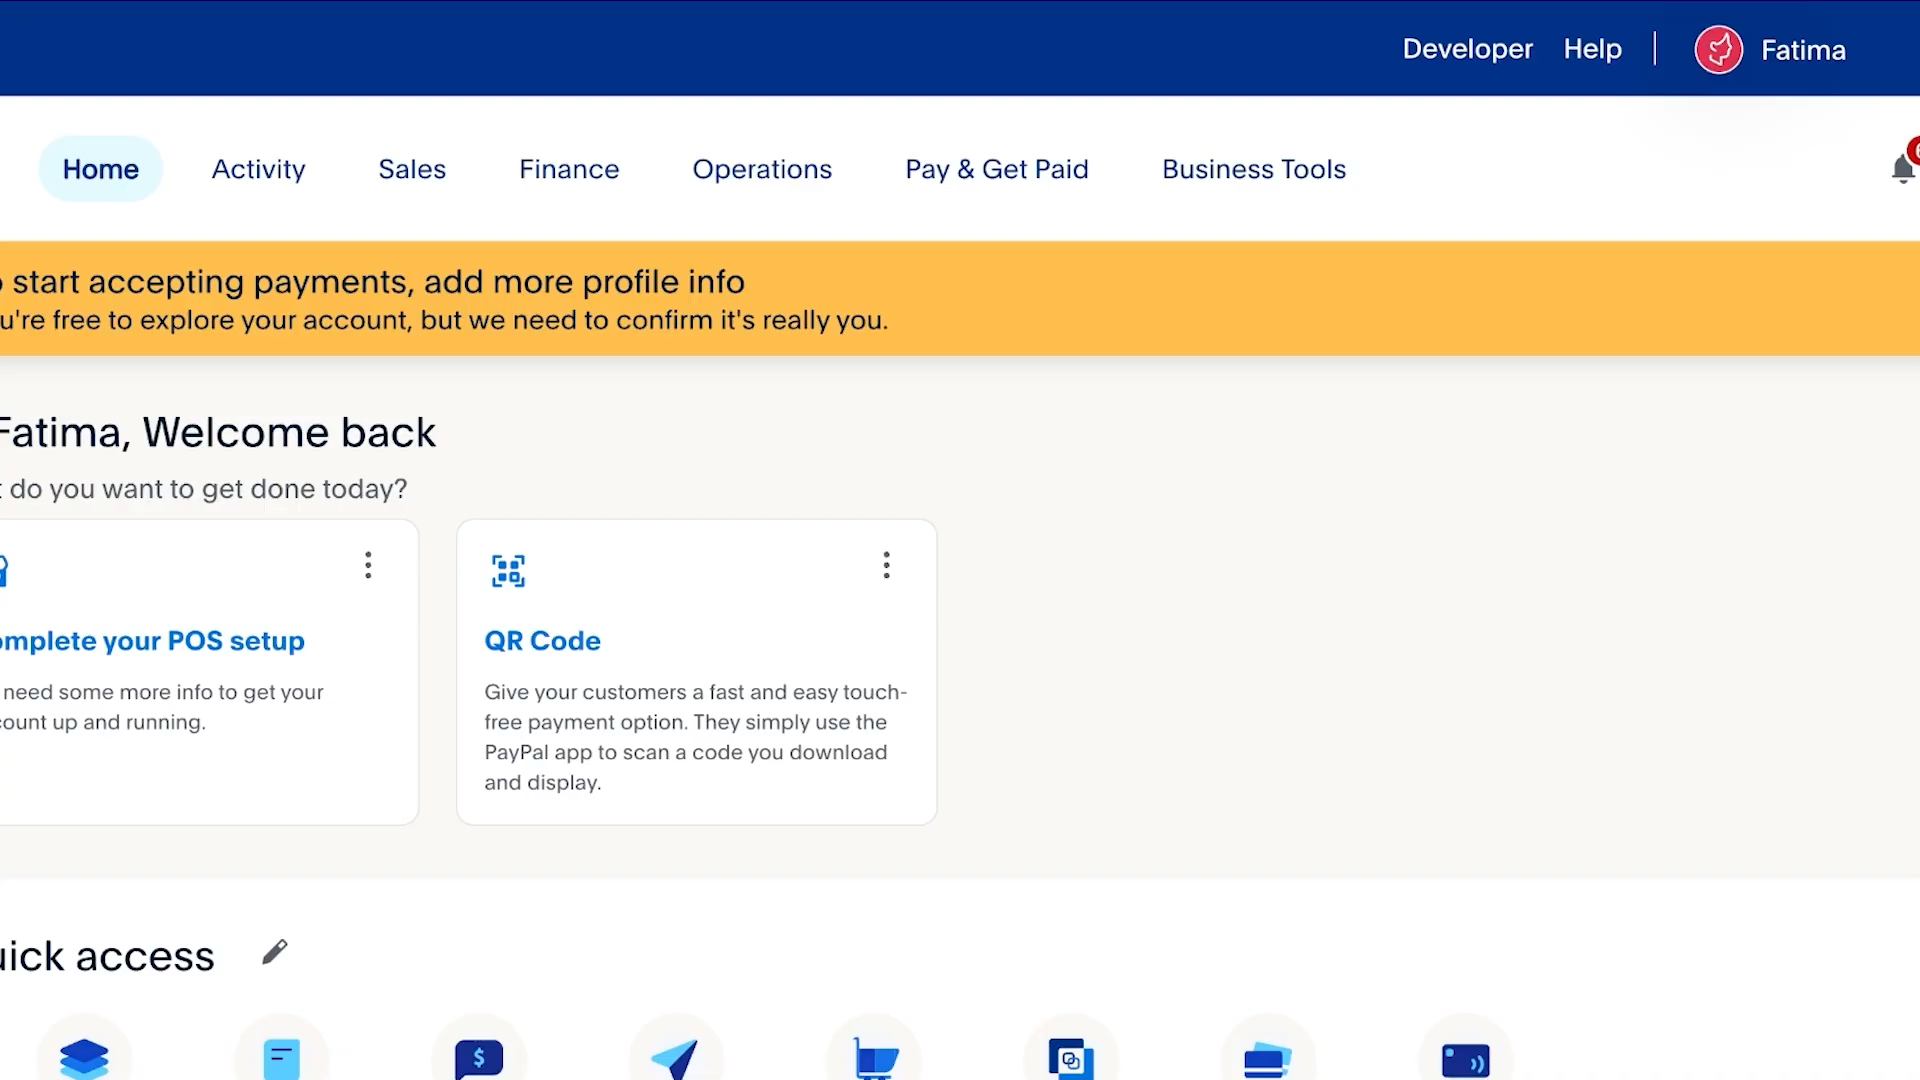 Developer Help Fatima
Home Activity Sales Finance Operations Pay & Get Paid Business Tools
start accepting payments, add more profile info
u're free to explore your account, but we need to confirm it's really you.
Fatima, Welcome back
do you want to get done today?
omplete your POS setup
need some more info to get your
count up and running.
QR Code
Give your customers a fast and easy touch-
free payment option. They simply use the
PayPal app to scan a code you download
and display.
uick access
$